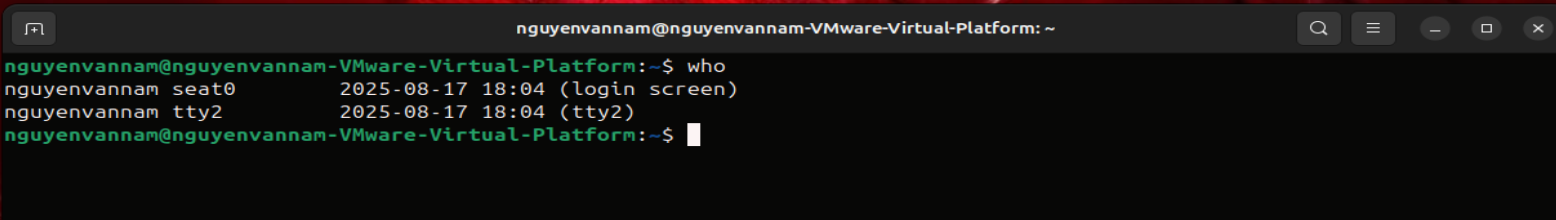 nguyenvannam@nguyenvannam-VMware-Virtual-Platform: ~
nguyenvannam@nguyenvannam-VMware-Virtual-Platform:~$ who
nguyenvannam seat0        2025-08-17 18:04 (login screen)
nguyenvannam tty2         2025-08-17 18:04 (tty2)
nguyenvannam@nguyenvannam-VMware-Virtual-Platform:~$